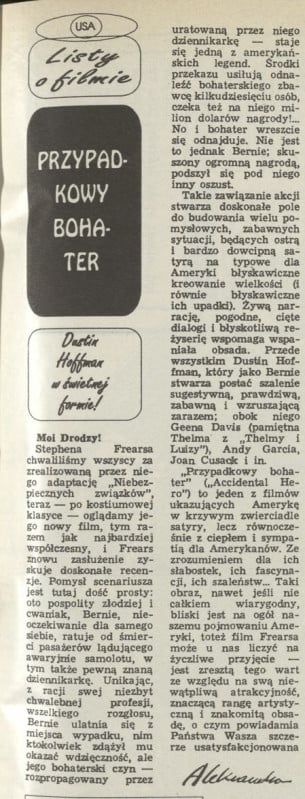 USA
Listy
o filmie
PRZYPAD-
KOWY
BOHA-
TER
Dustin
Hoffman
w świetnej
formie!
Moi Drodzy!
Stephena Frearsa
chwaliliśmy wszyscy za
zrealizowaną przez nie-
go adaptację „Niebez-
piecznych związków",
teraz — po kostiumowej
klasyce — oglądamy je-
go nowy film, tym ra-
zem jak najbardziej
współczesny, i Frears
znowu zasłużenie zy-
skuje doskonałe recen-
zje. Pomysł scenariusza
jest tutaj dość prosty:
oto pospolity złodziej i
cwaniak, Bernie, nie-
oczekiwanie dla samego
siebie, ratuje od śmier-
ci pasażerów lądującego
awaryjnie samolotu, w
tym także pewną znaną
dziennikarkę. Unikając,
z racji swej niezbyt
chwalebnej profesji,
wszelkiego rozgłosu,
Bernie ulatnia się z
miejsca wypadku, nim
ktokolwiek zdążył mu
okazać wdzięczność, ale
jego bohaterski czyn —
rozpropagowany przez
uratowaną przez niego
dziennikarkę — staje
się jedną z amerykań-
skich legend. Środki
przekazu usiłują odna-
leźć bohaterskiego zba-
wcę kilkudziesięciu osób,
czeka też na niego mi-
lion dolarów nagrody!...
No i bohater wreszcie
się odnajduje. Nie jest
to jednak Bernie; sku-
szony ogromną nagrodą,
podszył się pod niego
inny oszust.
Takie zawiązanie akcji
stwarza doskonałe pole
do budowania wielu po-
mysłowych, zabawnych
sytuacji, będących ostrą
i bardzo dowcipną sa-
tyrą na typowe dla
Ameryki błyskawiczne
kreowanie wielkości (i
równie błyskawiczne
ich upadki). Żywą nar-
rację, pogodne, cięte
dialogi i błyskotliwą re-
żyserię wspomaga wspa-
niała obsada. Przede
wszystkim Dustin Hof-
fman, który jako Bernie
stwarza postać szalenie
sugestywną, prawdziwą,
zabawną i wzruszającą
zarazem; obok niego
Geena Davis (pamiętna
Thelma z „Thelmy i
Luizy"), Andy Garcia,
Joan Cusack i in.
„Przypadkowy boha-
ter" („Accidental He-
ro") to jeden z filmów
ukazujących Amerykę
w krzywym zwierciadle
satyry, lecz równocze-
śnie z ciepłem i sympa-
tią dla Amerykanów. Ze
zrozumieniem dla ich
słabostek, ich fascyna-
cji, ich szaleństw... Taki
obraz, nawet jeśli nie
całkiem wiarygodny,
bliski jest na ogół na-
szemu pojmowaniu Ame-
ryki, toteż film Frearsa
może u nas liczyć na
życzliwe przyjęcie —
jest zresztą tego wart
ze względu na swą nie-
wątpliwą atrakcyjność,
znaczącą rangę artysty-
czną i znakomitą obsa-
dę, o czym powiadamia
Państwa Wasza szcze-
rze usatysfakcjonowana
Aleksandra